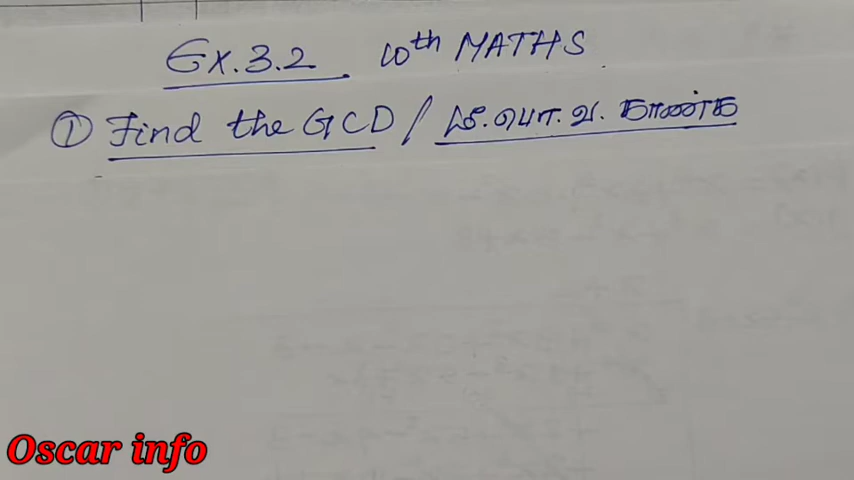 Ex.3.2 10th MATHS
① Find the GCD / மீ.பொ.வ. காண்க
Oscar info